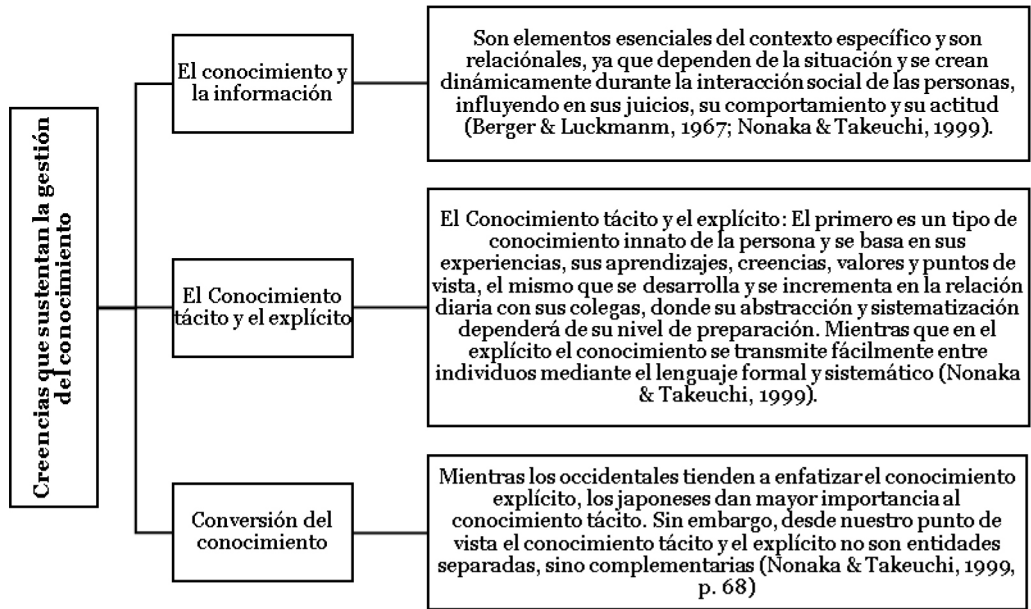 Creencias que sustentan la gestión
del conocimiento
El conocimiento y
la información
Son elementos esenciales del contexto específico y son
relaciónales, ya que dependen de la situación y se crean
dinámicamente durante la interacción social de las personas,
influyendo en sus juicios, su comportamiento y su actitud
(Berger & Luckmanm, 1967; Nonaka & Takeuchi, 1999).
El Conocimiento
tácito y el explícito
El Conocimiento tácito y el explícito: El primero es un tipo de
conocimiento innato de la persona y se basa en sus
experiencias, sus aprendizajes, creencias, valores y puntos de
vista, el mismo que se desarrolla y se incrementa en la relación
diaria con sus colegas, donde su abstracción y sistematización
dependerá de su nivel de preparación. Mientras que en el
explícito el conocimiento se transmite fácilmente entre
individuos mediante el lenguaje formal y sistemático (Nonaka
& Takeuchi, 1999).
Conversión del
conocimiento
Mientras los occidentales tienden a enfatizar el conocimiento
explícito, los japoneses dan mayor importancia al
conocimiento tácito. Sin embargo, desde nuestro punto de
vista el conocimiento tácito y el explícito no son entidades
separadas, sino complementarias (Nonaka & Takeuchi, 1999,
p. 68)